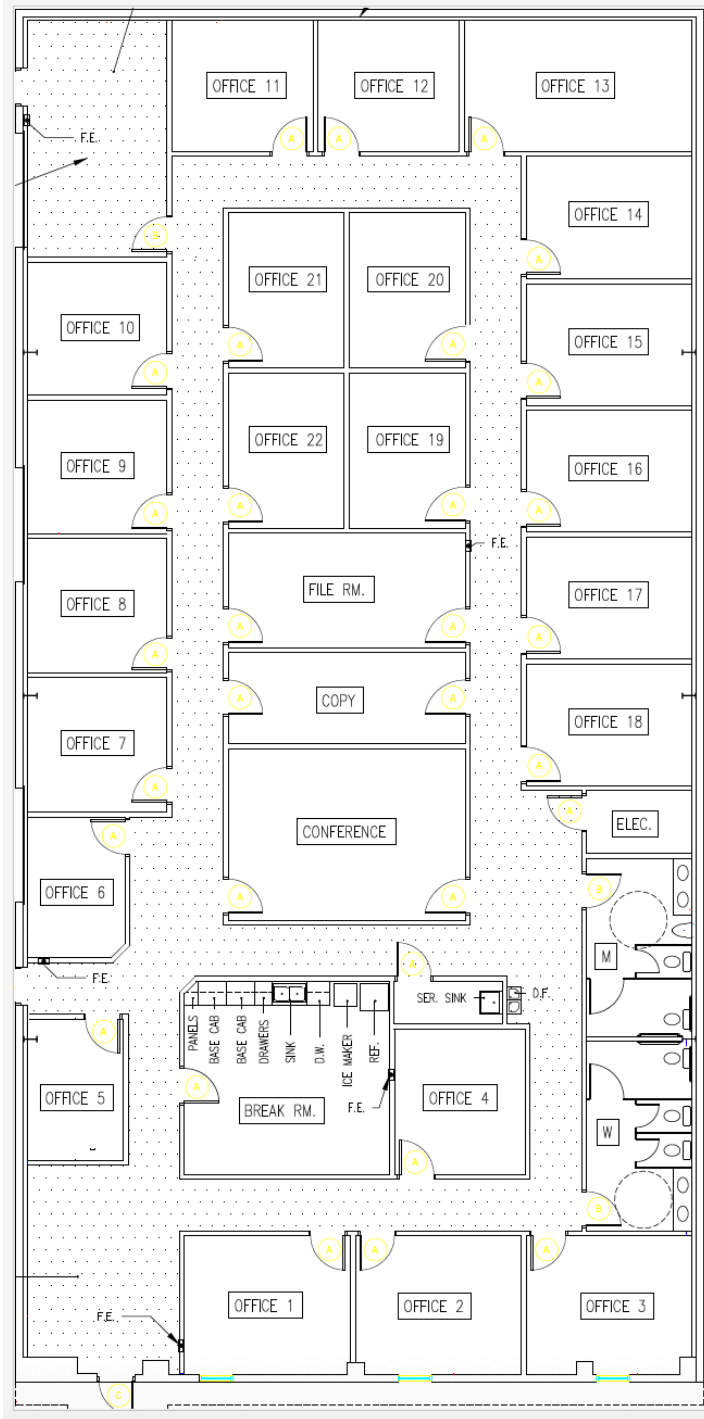 OFFICE 11
OFFICE 12
OFFICE 13
A
A
A
F.E.
OFFICE 14
B
A
OFFICE 21
OFFICE 20
OFFICE 10
OFFICE 15
A
A
A
A
OFFICE 22
OFFICE 19
OFFICE 9
OFFICE 16
A
A
A
A
F.E.
FILE RM.
OFFICE 8
OFFICE 17
A
A
A
A
COPY
A
A
OFFICE 7
OFFICE 18
A
A
A
ELEC.
A
CONFERENCE
OFFICE 6
A
A
B
M
F.E.
A
SER. SINK
D.F.
PANELS
BASE CAB
BASE CAB
DRAWERS
SINK
D.W.
ICE MAKER
REF.
A
OFFICE 5
A
BREAK RM.
F.E.
OFFICE 4
A
W
B
A
A
A
OFFICE 1
OFFICE 2
OFFICE 3
F.E.
C